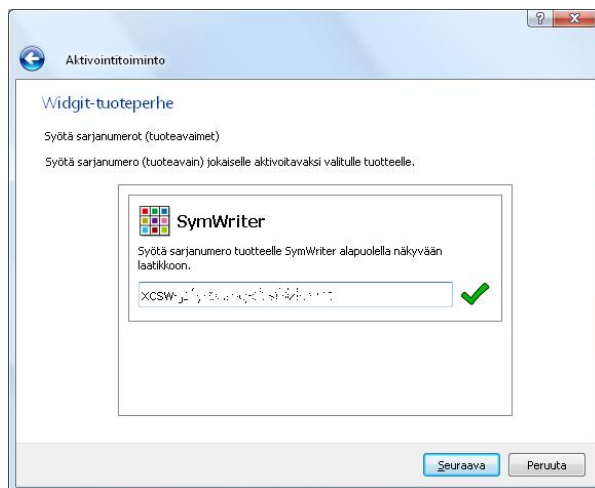 Aktivointitoiminto
Widgit-tuoteperhe
Syötä sarjanumerot (tuoteavaimet)
Syötä sarjanumero (tuoteavain) jokaiselle aktivoitavaksi valitulle tuotteelle.
SymWriter
Syötä sarjanumero tuotteelle SymWriter alapuolella näkyvään
laatikkoon.
XCSW-
Seuraava Peruuta